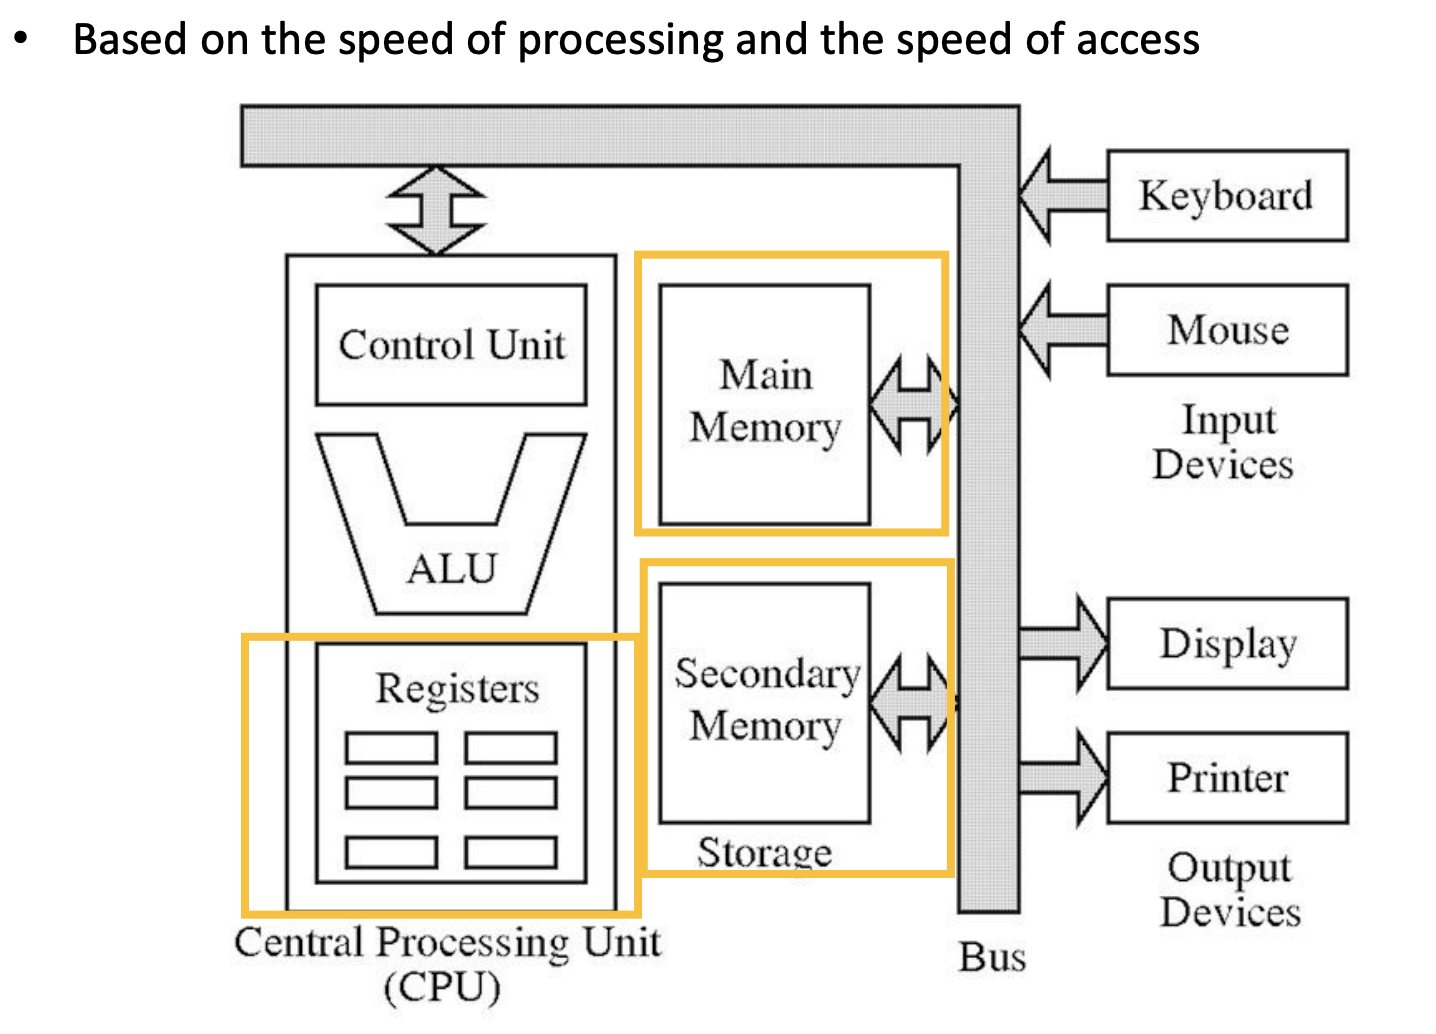 • Based on the speed of processing and the speed of access
Keyboard
Mouse
Input
Devices
Control Unit
ALU
Registers
Main
Memory
Secondary
Memory
Storage
Display
Printer
Output
Devices
Central Processing Unit
(CPU)
Bus